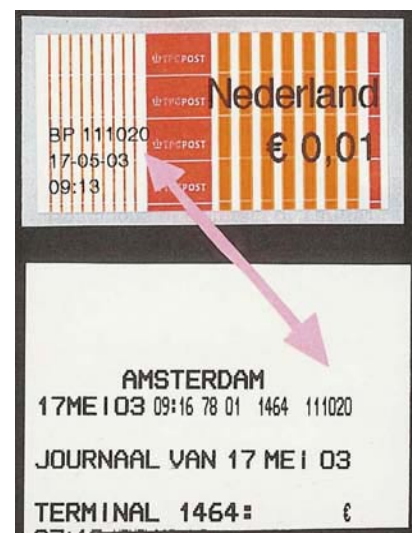 TPGPOST
TPGPOST
Nederland
BP 111020
TPGPOST
€ 0,01
17-05-03
09:13
TPGPOST
AMSTERDAM
17MEI03 09:16 78 01 1464 111020
JOURNAAL VAN 17 MEI 03
TERMINAL 1464: €